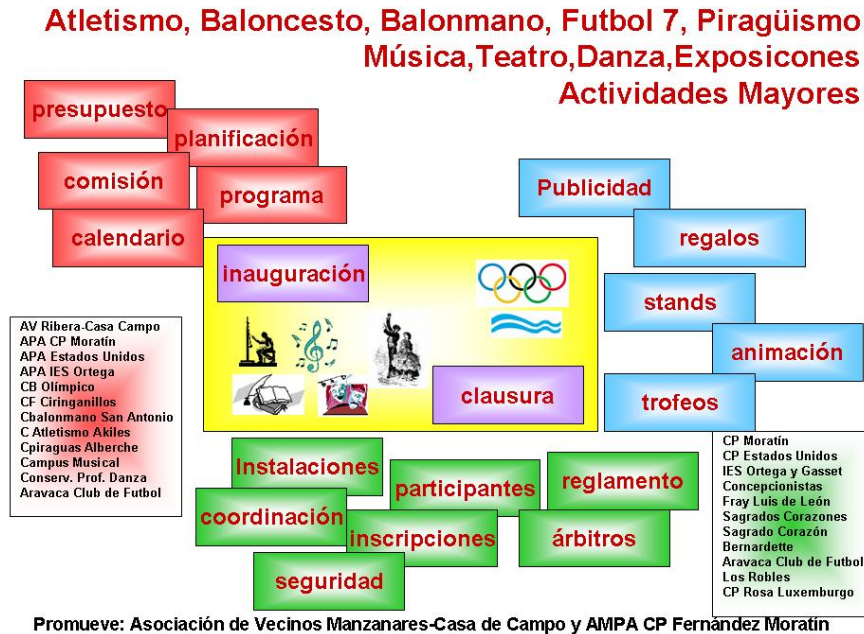 Atletismo, Baloncesto, Balonmano, Futbol 7, Piragüismo
Música,Teatro,Danza,Exposicones
Actividades Mayores
presupuesto
planificación
comisión
programa
calendario
Publicidad
regalos
stands
animación
trofeos
inauguración
clausura
AV Ribera-Casa Campo
APA CP Moratín
APA Estados Unidos
APA IES Ortega
CB Olímpico
CF Ciringanillos
Chalonmano San Antonio
C Atletismo Akiles
Cpiraguas Alberche
Campus Musical
Conserv. Prof. Danza
Aravaca Club de Futbol
Instalaciones
participantes
reglamento
coordinación
inscripciones
árbitros
seguridad
CP Moratín
CP Estados Unidos
IES Ortega y Gasset
Concepcionistas
Fray Luis de León
Sagrados Corazones
Sagrado Corazón
Bernardette
Aravaca Club de Futbol
Los Robles
CP Rosa Luxemburgo
Promueve: Asociación de Vecinos Manzanares-Casa de Campo y AMPA CP Fernández Moratín